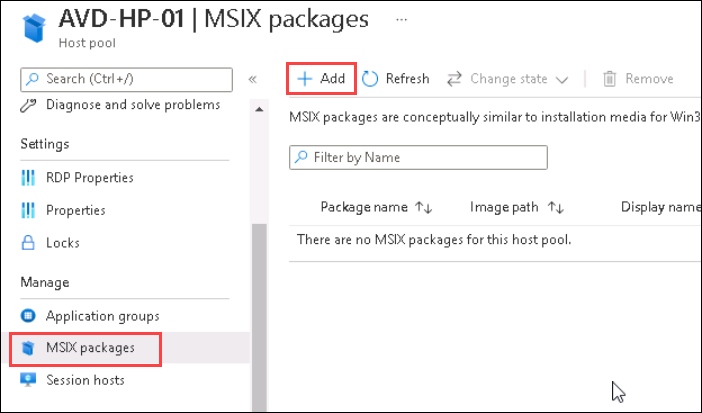 AVD-HP-01 | MSIX packages ...
Host pool
Search (Ctrl+/)
«
Diagnose and solve problems
Settings
RDP Properties
Properties
Locks
Manage
Application groups
MSIX packages
Session hosts
+ Add Refresh Change state Remove
MSIX packages are conceptually similar to installation media for Win3
Filter by Name
Package name ↑↓ Image path ↑↓ Display name
There are no MSIX packages for this host pool.